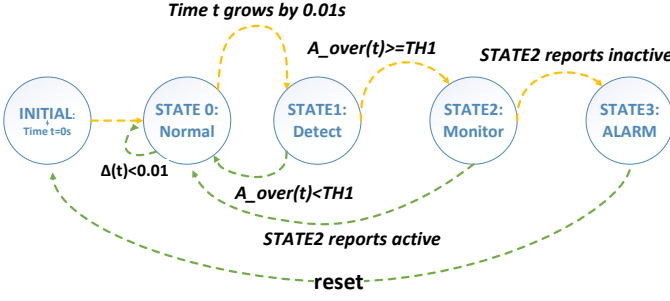 Time t grows by 0.01s
A_over(t)>=TH1
STATE2 reports inactive
INITIAL:
Time t=0s
STATE 0:
Normal
STATE1:
Detect
STATE2:
Monitor
STATE3:
ALARM
Δ(t)<0.01
A_over(t)<TH1
STATE2 reports active
reset